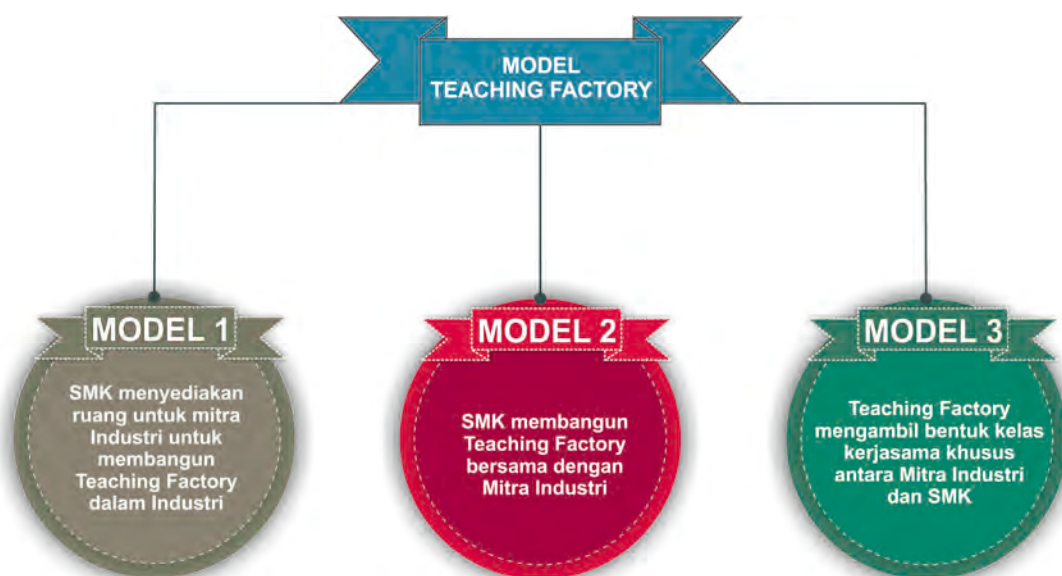 MODEL
TEACHING FACTORY
MODEL 1
SMK menyediakan
ruang untuk mitra
Industri untuk
membangun
Teaching Factory
dalam Industri
MODEL 2
SMK membangun
Teaching Factory
bersama dengan
Mitra Industri
MODEL 3
Teaching Factory
mengambil bentuk kelas
kerjasama khusus
antara Mitra Industri
dan SMK